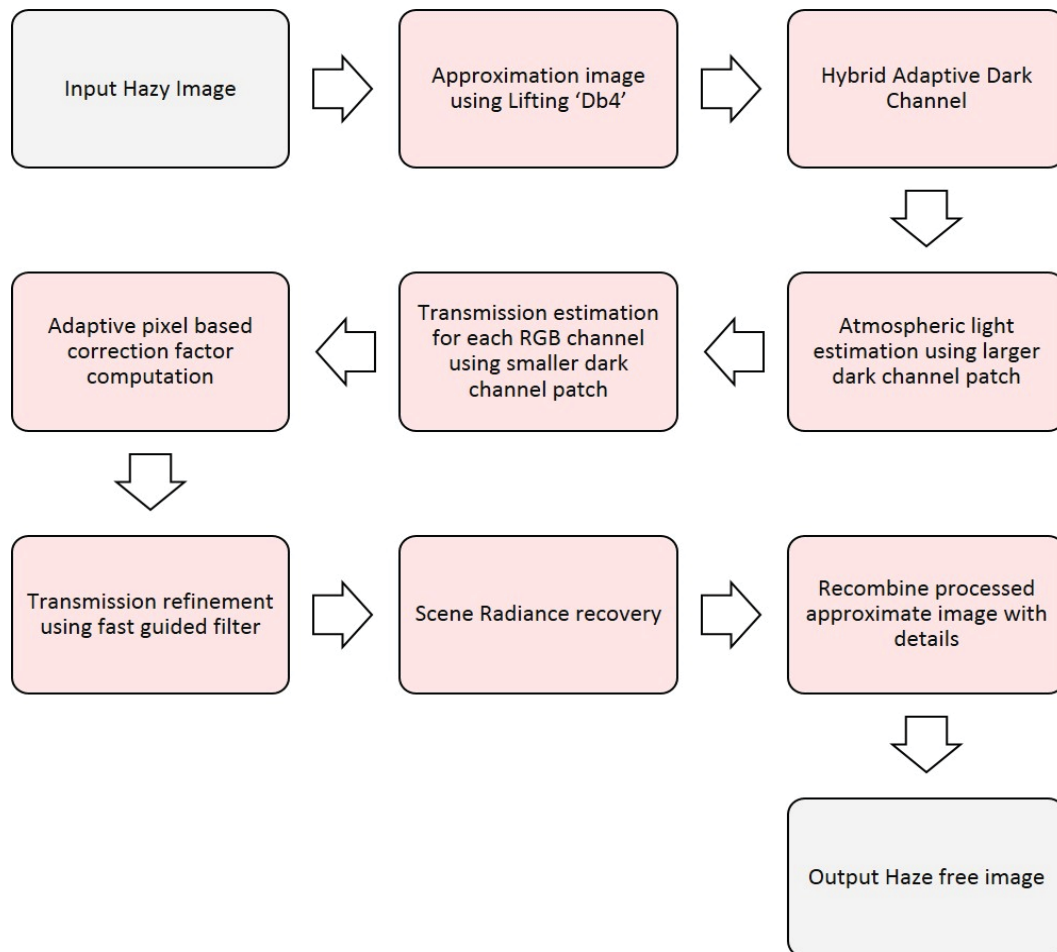 Input Hazy Image
Approximation image
using Lifting ‘Db4’
Hybrid Adaptive Dark
Channel
Atmospheric light
estimation using larger
dark channel patch
Transmission estimation
for each RGB channel
using smaller dark
channel patch
Adaptive pixel based
correction factor
computation
Transmission refinement
using fast guided filter
Scene Radiance recovery
Recombine processed
approximate image with
details
Output Haze free image